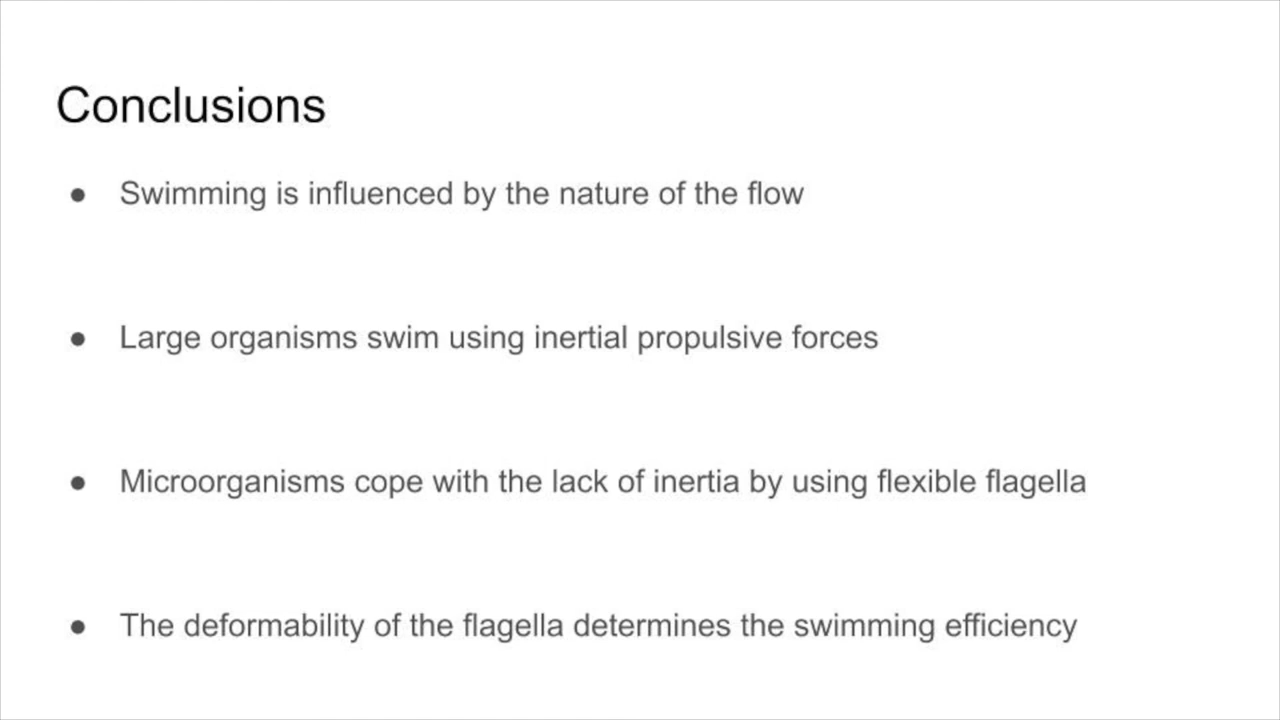 Conclusions
● Swimming is influenced by the nature of the flow
● Large organisms swim using inertial propulsive forces
● Microorganisms cope with the lack of inertia by using flexible flagella
● The deformability of the flagella determines the swimming efficiency